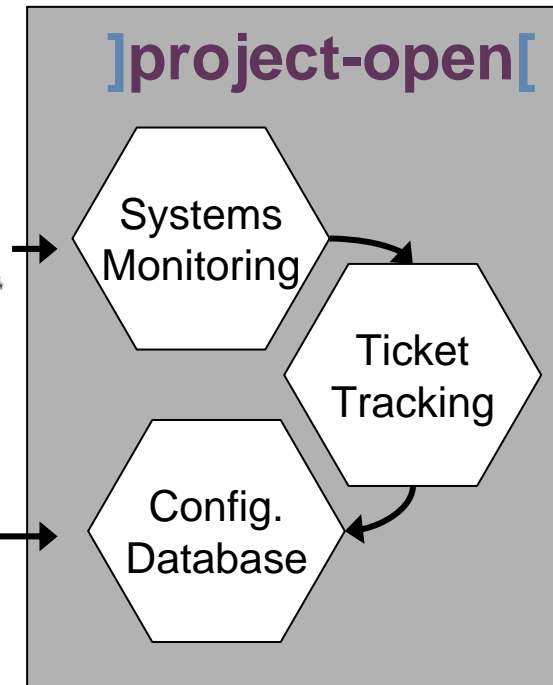 ]project-open[
Systems
Monitoring
Ticket
Tracking
Config.
Database